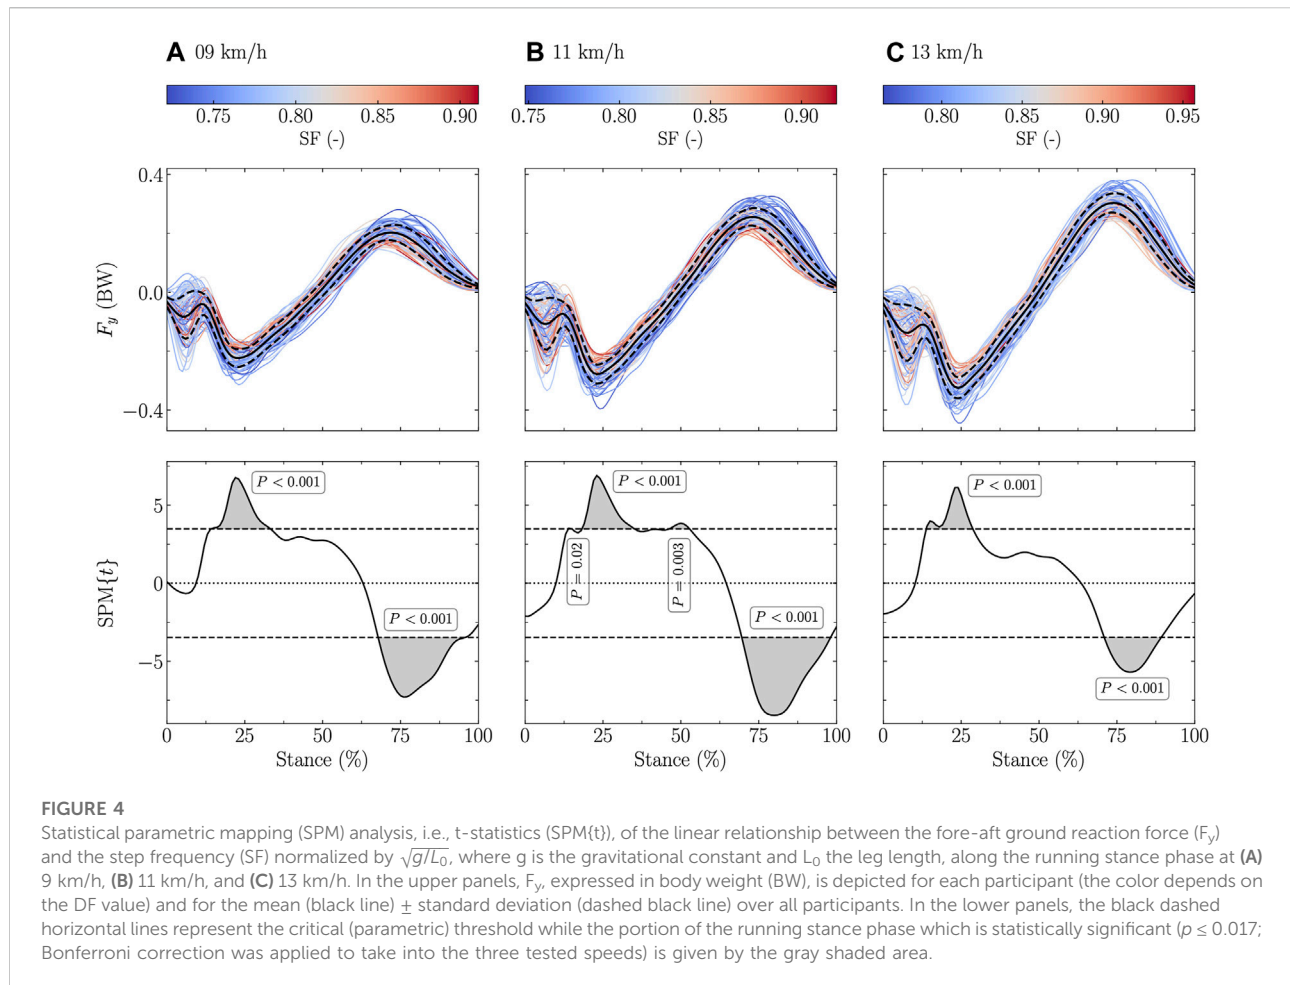 A 09 km/h
B 11 km/h
C 13 km/h
0.75 0.80 0.85 0.90
SF (-)
0.75 0.80 0.85 0.90
SF (-)
0.80 0.85 0.90 0.95
SF (-)
0.4
0.0
−0.4
F_y (BW)
P < 0.001
P < 0.001
P = 0.02
P < 0.001
P = 0.003
P < 0.001
P < 0.001
P < 0.001
5
0
−5
SPM{t}
0 25 50 75 100
Stance (%)
0 25 50 75 100
Stance (%)
0 25 50 75 100
Stance (%)
FIGURE 4
Statistical parametric mapping (SPM) analysis, i.e., t-statistics (SPM{t}), of the linear relationship between the fore-aft ground reaction force (F_y)
and the step frequency (SF) normalized by √g/L₀, where g is the gravitational constant and L₀ the leg length, along the running stance phase at (A)
9 km/h, (B) 11 km/h, and (C) 13 km/h. In the upper panels, F_y, expressed in body weight (BW), is depicted for each participant (the color depends on
the DF value) and for the mean (black line) ± standard deviation (dashed black line) over all participants. In the lower panels, the black dashed
horizontal lines represent the critical (parametric) threshold while the portion of the running stance phase which is statistically significant (p ≤ 0.017;
Bonferroni correction was applied to take into the three tested speeds) is given by the gray shaded area.